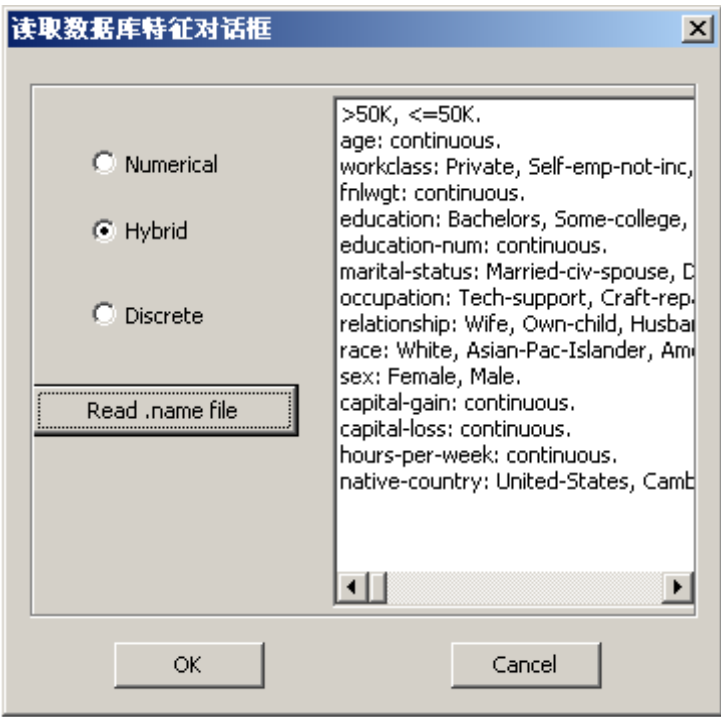 读取数据库特征对话框
Numerical
Hybrid
Discrete
Read .name file
>50K, <=50K.
age: continuous.
workclass: Private, Self-emp-not-inc,
fnlwgt: continuous.
education: Bachelors, Some-college,
education-num: continuous.
marital-status: Married-civ-spouse,
occupation: Tech-support,
relationship: Wife, Own-child,
race: White, Asian-Pac-Islander,
sex: Female, Male.
capital-gain: continuous.
capital-loss: continuous.
hours-per-week: continuous.
native-country: United-States,
OK
Cancel